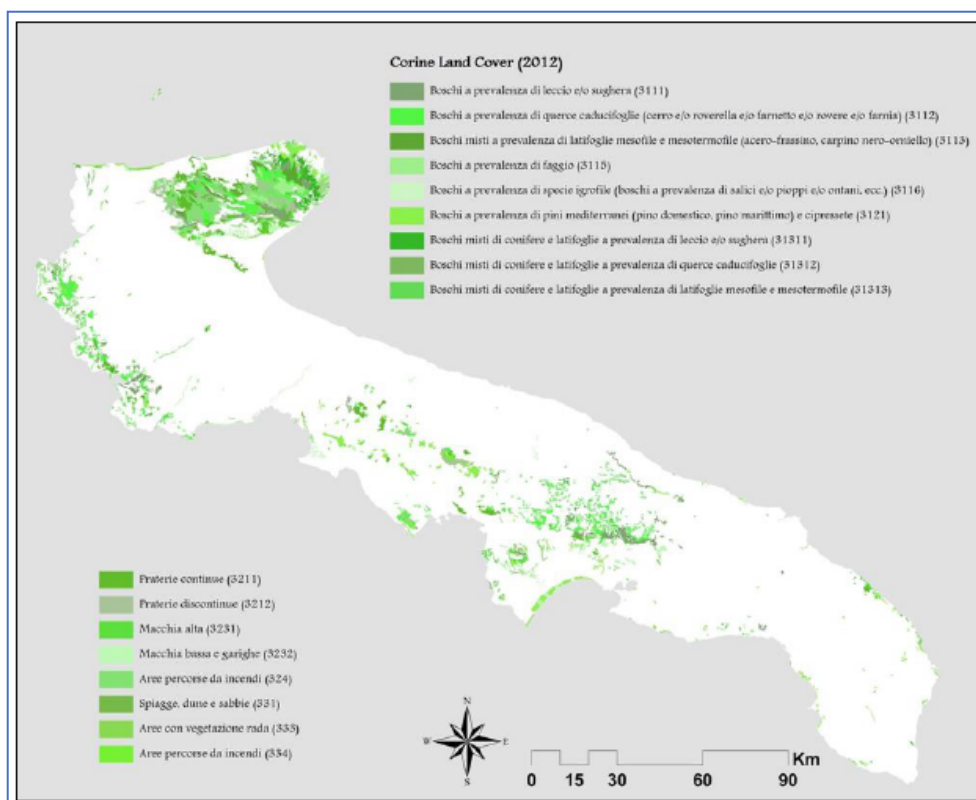 Corine Land Cover (2012)
Boschi a prevalenza di leccio e/o sughera (3111)
Boschi a prevalenza di querce caducifoglie (cerro e/o roverella e/o farnetto e/o rovere e/o farnia) (3112)
Boschi misti a prevalenza di latifoglie mesofile e mesotermofile (acero-frassino, carpino nero-orniello) (3113)
Boschi a prevalenza di faggio (3115)
Boschi a prevalenza di specie igrofile (boschi a prevalenza di salici e/o pioppi e/o ontani, ecc.) (3116)
Boschi a prevalenza di pini mediterranei (pino domestico, pino marittimo) e cipressete (3121)
Boschi misti di conifere e latifoglie a prevalenza di leccio e/o sughera (31311)
Boschi misti di conifere e latifoglie a prevalenza di querce caducifoglie (31312)
Boschi misti di conifere e latifoglie a prevalenza di latifoglie mesofile e mesotermofile (31313)
Praterie continue (3211)
Praterie discontinue (3212)
Macchia alta (3231)
Macchia bassa e garighe (3232)
Aree percorse da incendi (324)
Spiagge, dune e sabbie (331)
Aree con vegetazione rada (333)
Aree percorse da incendi (334)
N
W E
S
Km
0 15 30 60 90